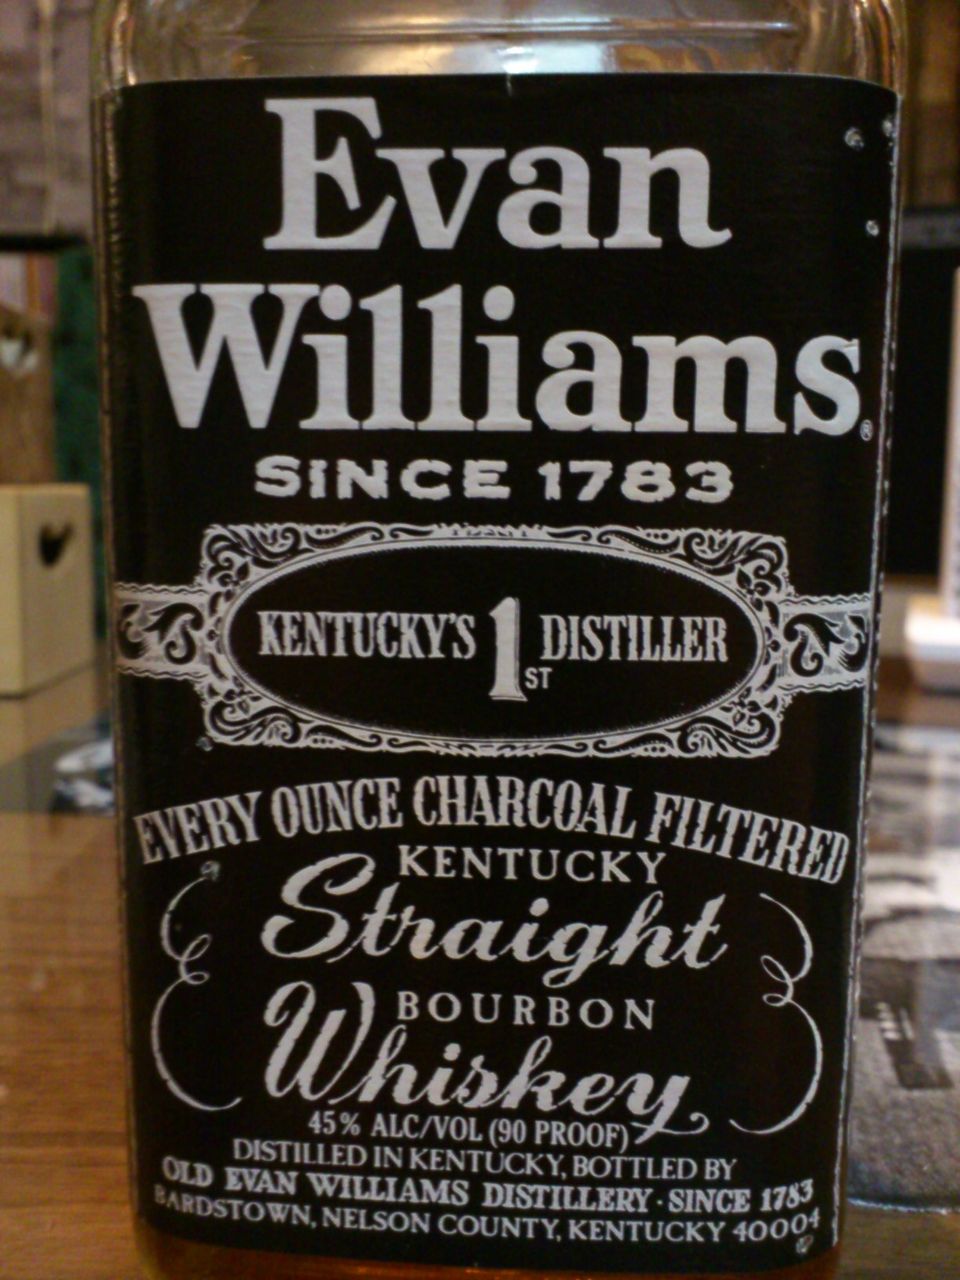 Evan
Williams®
SINCE 1783
KENTUCKY'S 1ST DISTILLER
EVERY OUNCE CHARCOAL FILTERED
KENTUCKY
Straight
BOURBON
Whiskey
45% ALC/VOL (90 PROOF)
DISTILLED IN KENTUCKY, BOTTLED BY
OLD EVAN WILLIAMS DISTILLERY · SINCE 1783
BARDSTOWN, NELSON COUNTY, KENTUCKY 40004